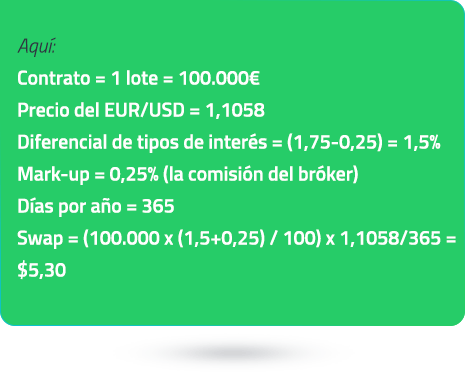 Aquí:
Contrato = 1 lote = 100.000€
Precio del EUR/USD = 1,1058
Diferencial de tipos de interés = (1,75-0,25) = 1,5%
Mark-up = 0,25% (la comisión del bróker)
Días por año = 365
Swap = (100.000 x (1,5+0,25) / 100) x 1,1058/365 =
$5,30